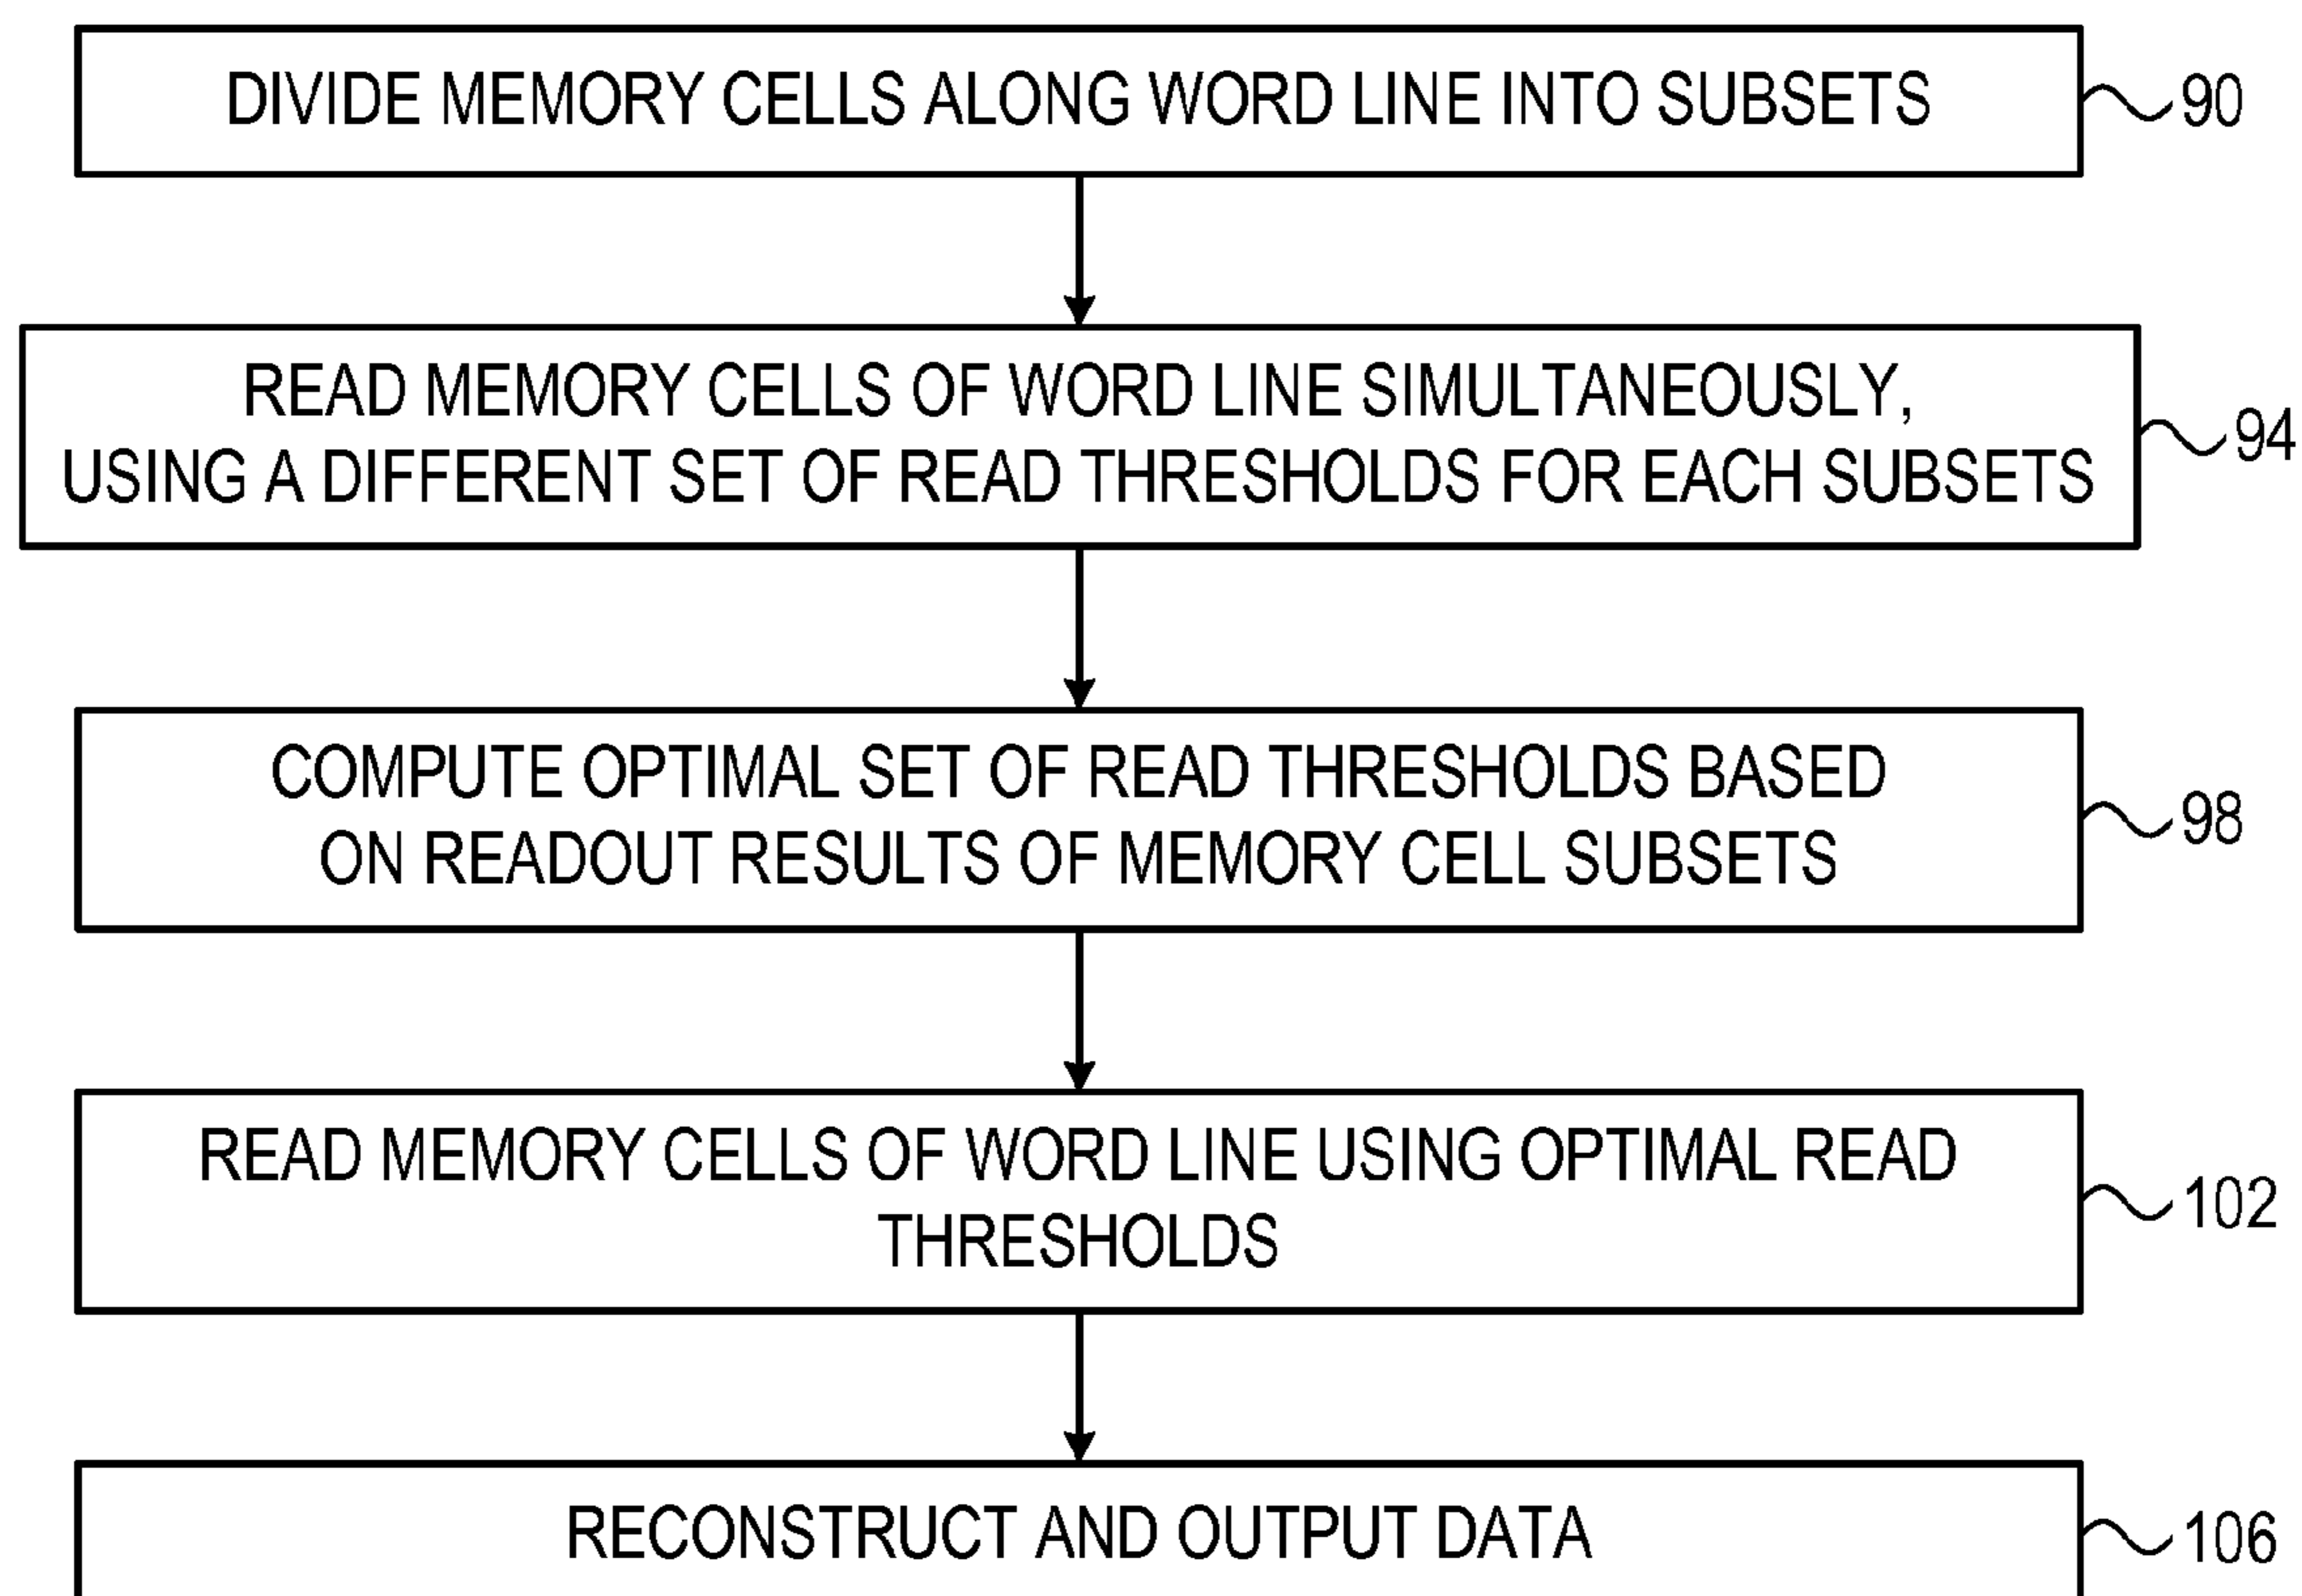 DIVIDE MEMORY CELLS ALONG WORD LINE INTO SUBSETS
90
READ MEMORY CELLS OF WORD LINE SIMULTANEOUSLY,
USING A DIFFERENT SET OF READ THRESHOLDS FOR EACH SUBSETS
94
COMPUTE OPTIMAL SET OF READ THRESHOLDS BASED
ON READOUT RESULTS OF MEMORY CELL SUBSETS
98
READ MEMORY CELLS OF WORD LINE USING OPTIMAL READ
THRESHOLDS
102
RECONSTRUCT AND OUTPUT DATA
106